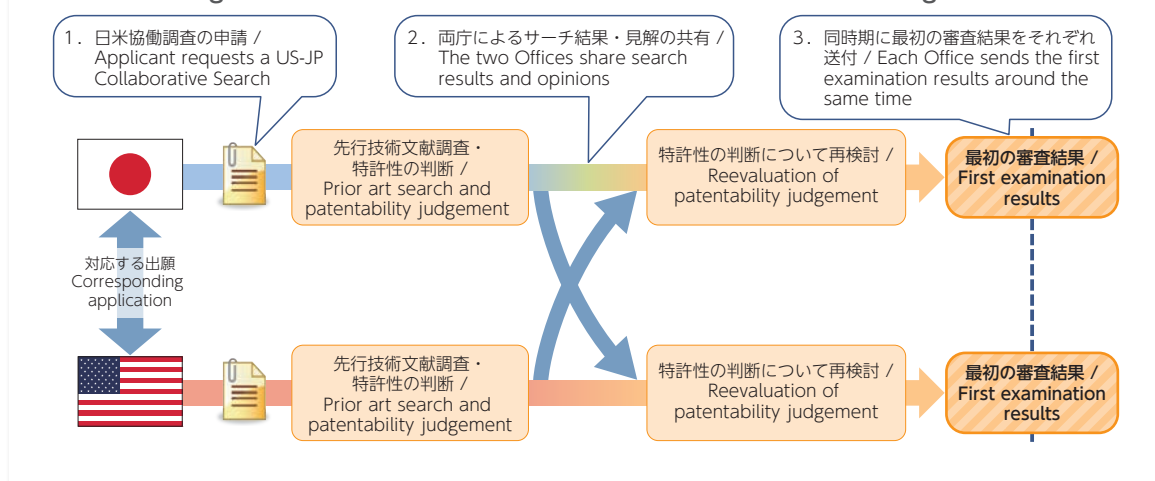 1．日米協働調査の申請 /
Applicant requests a US-JP
Collaborative Search
2．両庁によるサーチ結果・見解の共有 /
The two Offices share search
results and opinions
3．同時期に最初の審査結果をそれぞれ
送付 / Each Office sends the first
examination results around the
same time
先行技術文献調査・
特許性の判断 /
Prior art search and
patentability judgement
特許性の判断について再検討 /
Reevaluation of
patentability judgement
最初の審査結果 /
First examination
results
対応する出願
Corresponding
application
先行技術文献調査・
特許性の判断 /
Prior art search and
patentability judgement
特許性の判断について再検討 /
Reevaluation of
patentability judgement
最初の審査結果 /
First examination
results